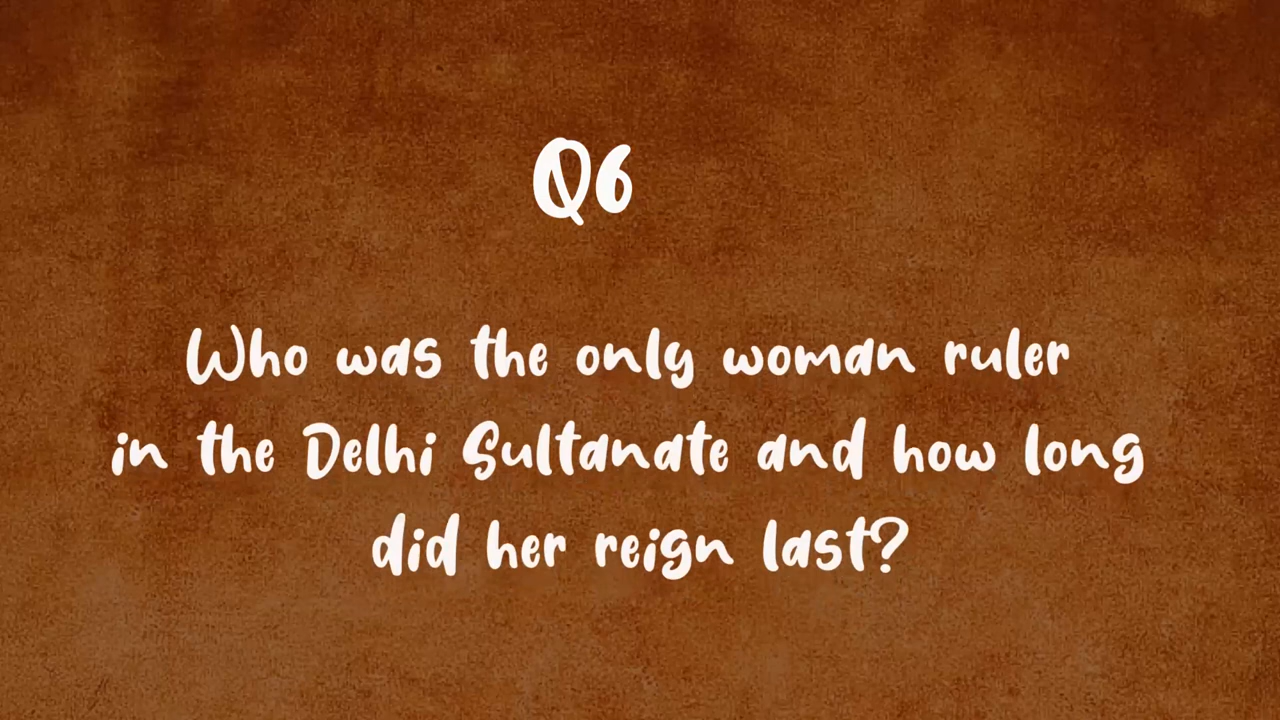 Q6
Who was the only woman ruler
in the Delhi Sultanate and how long
did her reign last?